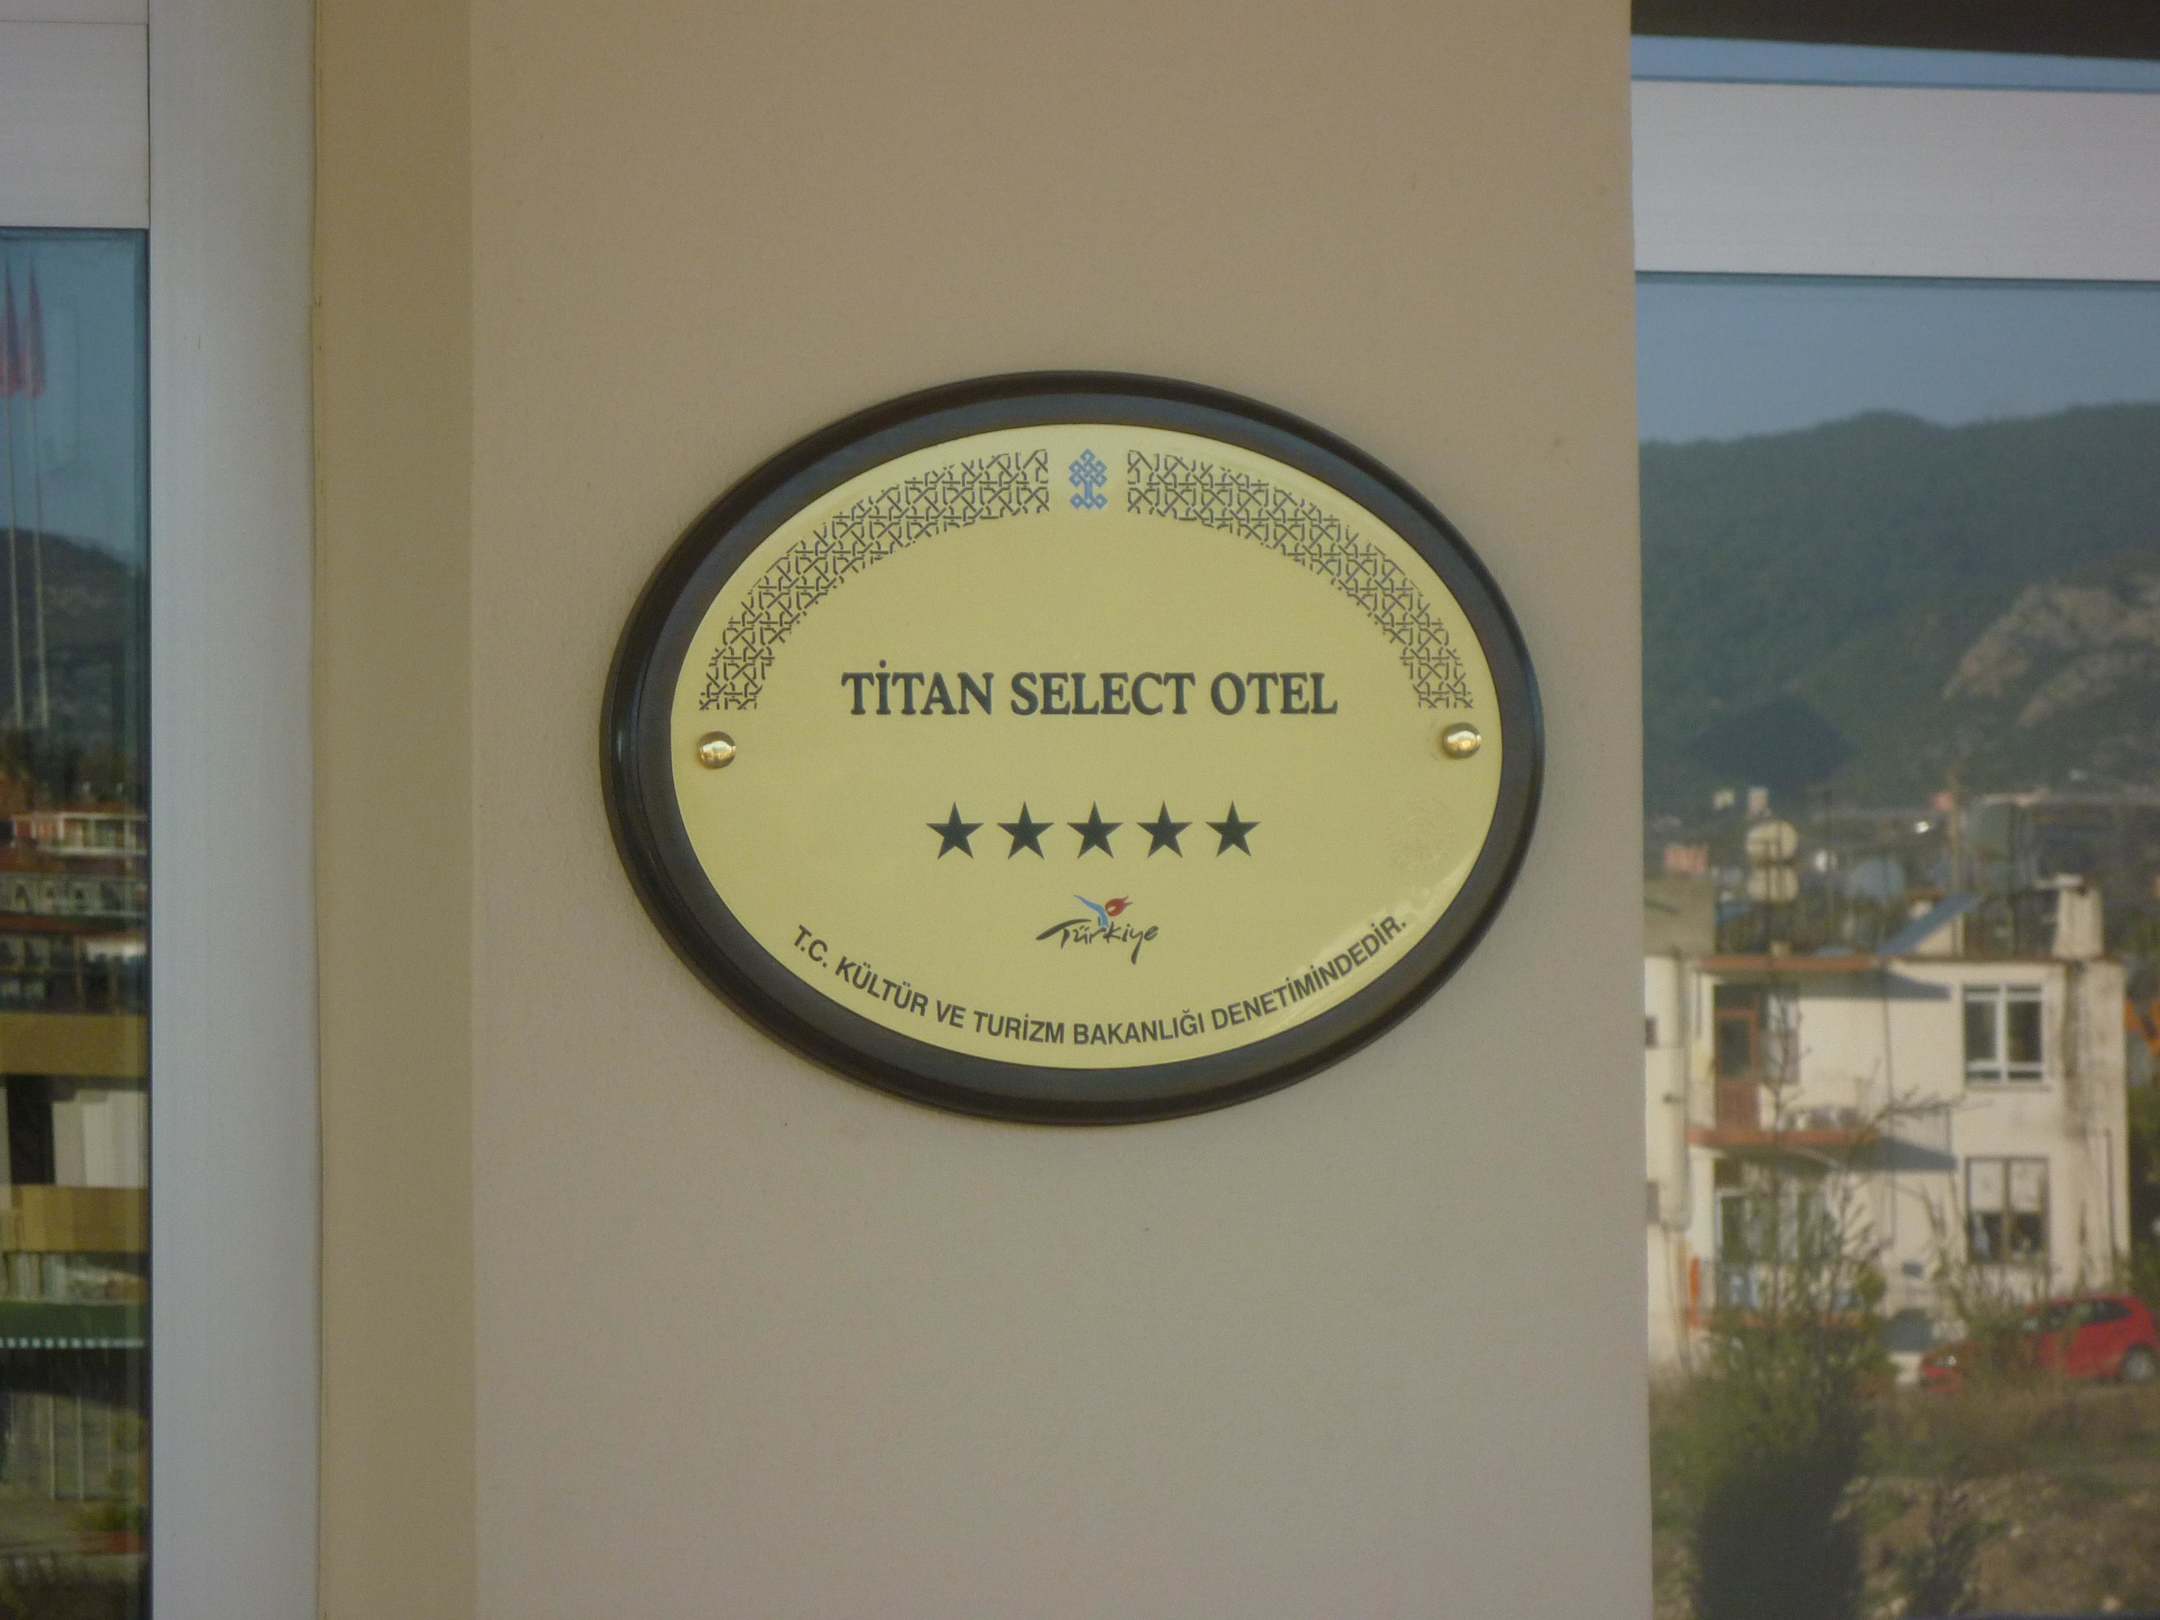 TİTAN SELECT OTEL
★★★★★
Türkiye
T.C. KÜLTÜR VE TURİZM BAKANLIĞI DENETİMİNDEDİR.